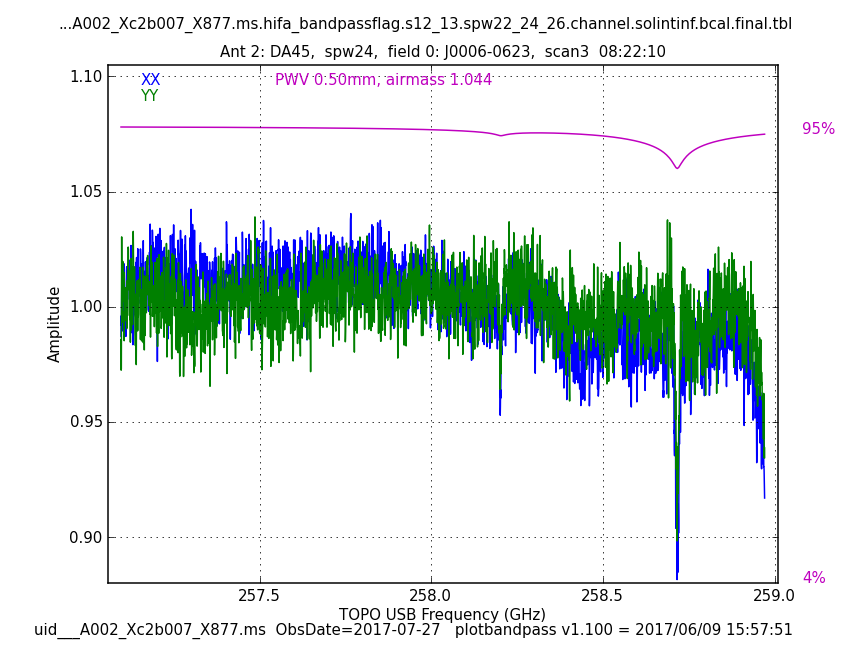 ...A002_Xc2b007_X877.ms.hifa_bandpassflag.s12_13.spw22_24_26.channel.solintinf.bcal.final.tbl
Ant 2: DA45,  spw24,  field 0: J0006-0623,  scan3  08:22:10
XX
YY
PWV 0.50mm, airmass 1.044
95%
4%
Amplitude
1.10
1.05
1.00
0.95
0.90
257.5
258.0
258.5
259.0
TOPO USB Frequency (GHz)
uid___A002_Xc2b007_X877.ms  ObsDate=2017-07-27   plotbandpass v1.100 = 2017/06/09 15:57:51